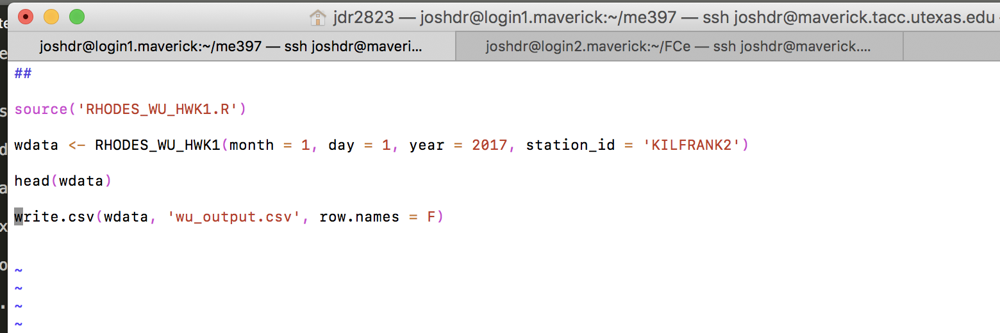 jdr2823 — joshdr@login1.maverick:~/me397 — ssh joshdr@maverick.tacc.utexas.edu
joshdr@login1.maverick:~/me397 — ssh joshdr@maveri...
joshdr@login2.maverick:~/FCe — ssh joshdr@maverick....
##
source('RHODES_WU_HWK1.R')
wdata <- RHODES_WU_HWK1(month = 1, day = 1, year = 2017, station_id = 'KILFRANK2')
head(wdata)
write.csv(wdata, 'wu_output.csv', row.names = F)
~
~
~
~